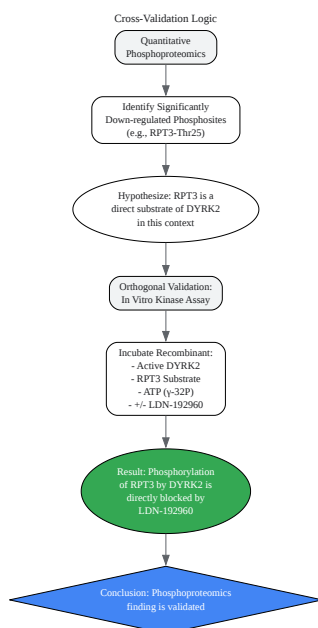 Cross-Validation Logic
Quantitative
Phosphoproteomics
Identify Significantly
Down-regulated Phosphosites
(e.g., RPT3-Thr25)
Hypothesize: RPT3 is a
direct substrate of DYRK2
in this context
Orthogonal Validation:
In Vitro Kinase Assay
Incubate Recombinant:
- Active DYRK2
- RPT3 Substrate
- ATP (γ-32P)
- +/- LDN-192960
Result: Phosphorylation
of RPT3 by DYRK2 is
directly blocked by
LDN-192960
Conclusion: Phosphoproteomics
finding is validated